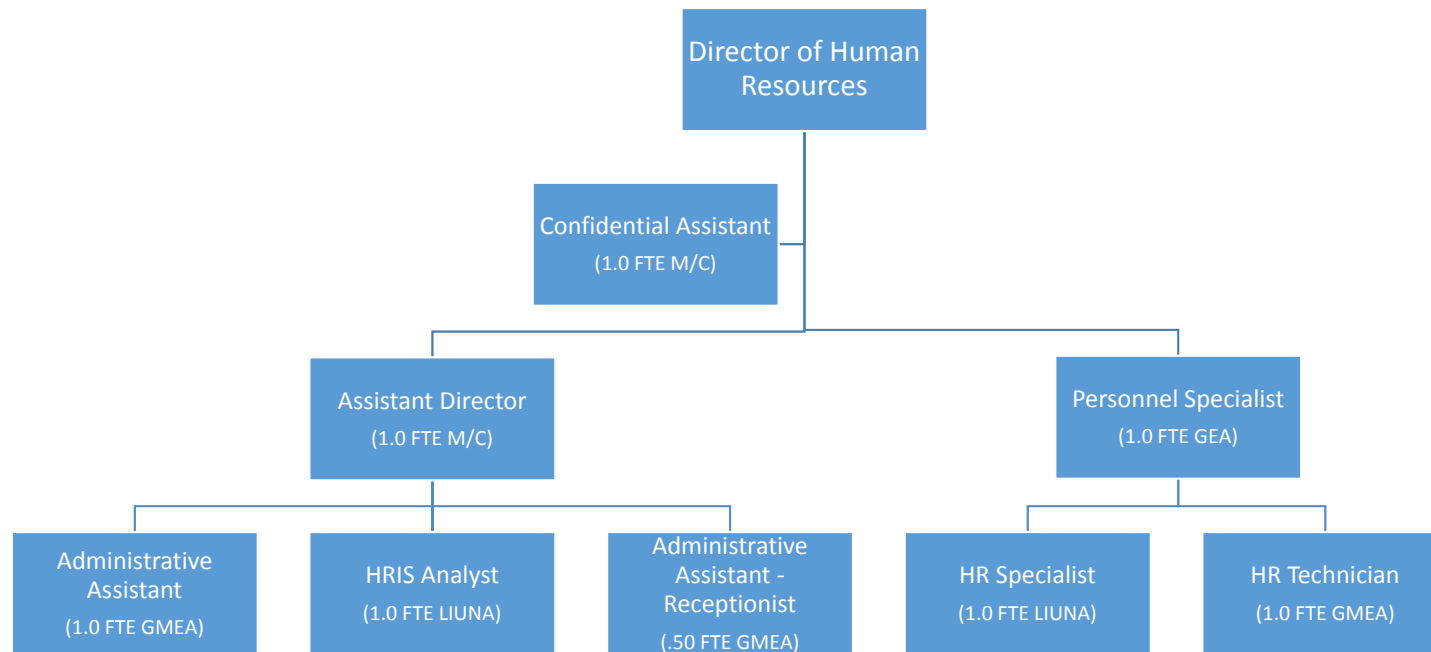 Director of Human
Resources
Confidential Assistant
(1.0 FTE M/C)
Assistant Director
(1.0 FTE M/C)
Personnel Specialist
(1.0 FTE GEA)
Administrative
Assistant
(1.0 FTE GMEA)
HRIS Analyst
(1.0 FTE LIUNA)
Administrative
Assistant -
Receptionist
(.50 FTE GMEA)
HR Specialist
(1.0 FTE LIUNA)
HR Technician
(1.0 FTE GMEA)